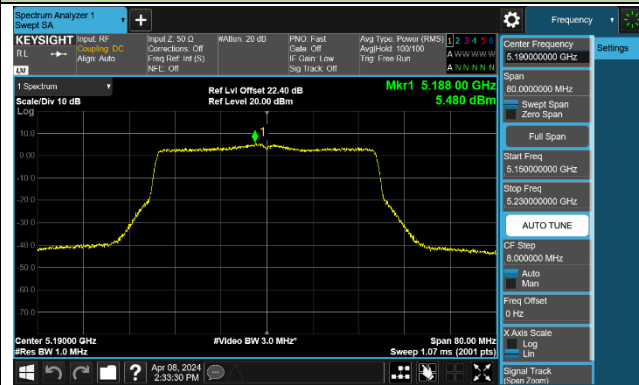 Spectrum Analyzer 1
Swept SA
Frequency
KEYSIGHT
RL
LXI
Input: RF
Coupling: DC
Align: Auto
Input Z: 50 Ω
Corrections: Off
Freq Ref: Int (S)
NFE: Off
#Atten: 20 dB
PNO: Fast
Gate: Off
IF Gain: Low
Sig Track: Off
Avg Type: Power (RMS)
Avg|Hold: 100/100
Trig: Free Run
1 2 3 4 5 6
A W W W W W
A N N N N N
1 Spectrum
Scale/Div 10 dB
Log
Ref Lvl Offset 22.40 dB
Ref Level 20.00 dBm
Mkr1 5.188 00 GHz
5.480 dBm
1
10.0
0.00
-10.0
-20.0
-30.0
-40.0
-50.0
-60.0
-70.0
Center 5.19000 GHz
#Res BW 1.0 MHz
#Video BW 3.0 MHz*
Span 80.00 MHz
Sweep 1.07 ms (2001 pts)
Apr 08, 2024
2:33:30 PM
Center Frequency
5.190000000 GHz
Span
80.0000000 MHz
Swept Span
Zero Span
Full Span
Start Freq
5.150000000 GHz
Stop Freq
5.230000000 GHz
AUTO TUNE
CF Step
8.000000 MHz
Auto
Man
Freq Offset
0 Hz
X Axis Scale
Log
Lin
Signal Track
(Span Zoom)
Settings